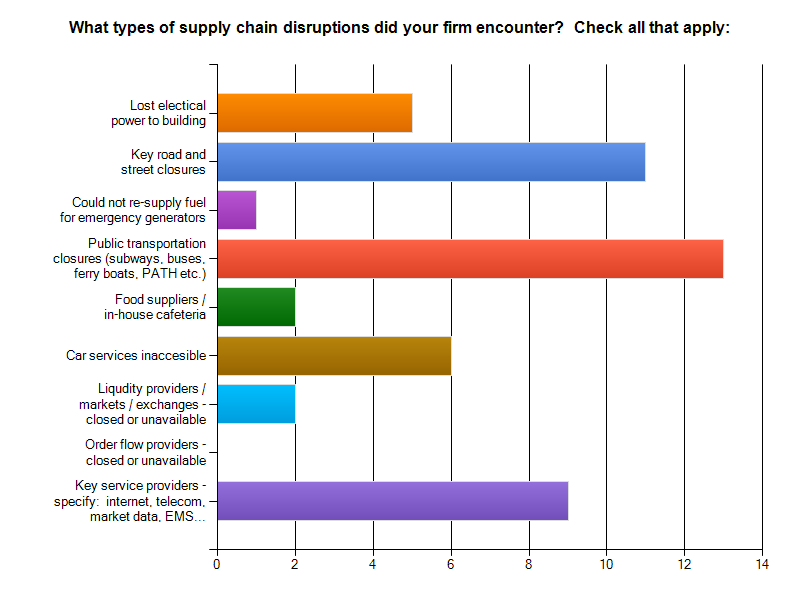 What types of supply chain disruptions did your firm encounter?  Check all that apply:
Lost electical
power to building
Key road and
street closures
Could not re-supply fuel
for emergency generators
Public transportation
closures (subways, buses,
ferry boats, PATH etc.)
Food suppliers /
in-house cafeteria
Car services inaccesible
Liqudity providers /
markets / exchanges -
closed or unavailable
Order flow providers -
closed or unavailable
Key service providers -
specify:  internet, telecom,
market data, EMS...
0 2 4 6 8 10 12 14